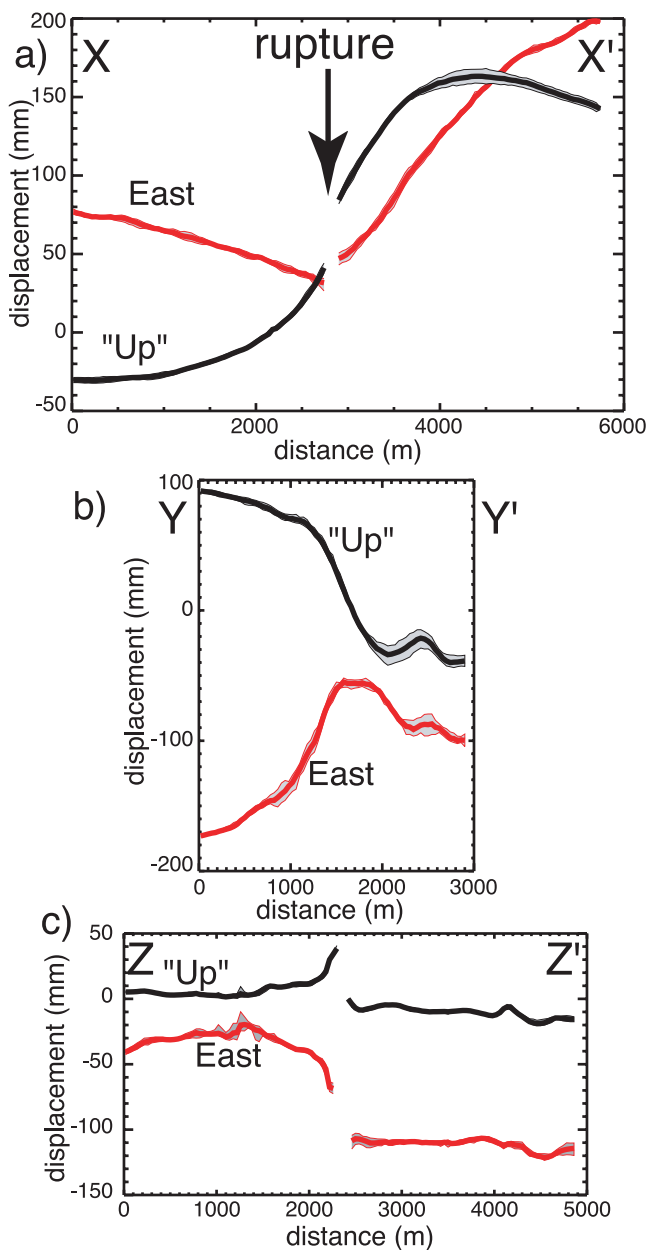 a)
X
rupture
X'
200
150
100
50
0
-50
displacement (mm)
East
"Up"
0
2000
4000
6000
distance (m)
b)
Y
Y'
100
0
-100
-200
displacement (mm)
"Up"
East
0
1000
2000
3000
distance (m)
c)
Z
Z'
50
0
-50
-100
-150
displacement (mm)
"Up"
East
0
1000
2000
3000
4000
5000
distance (m)